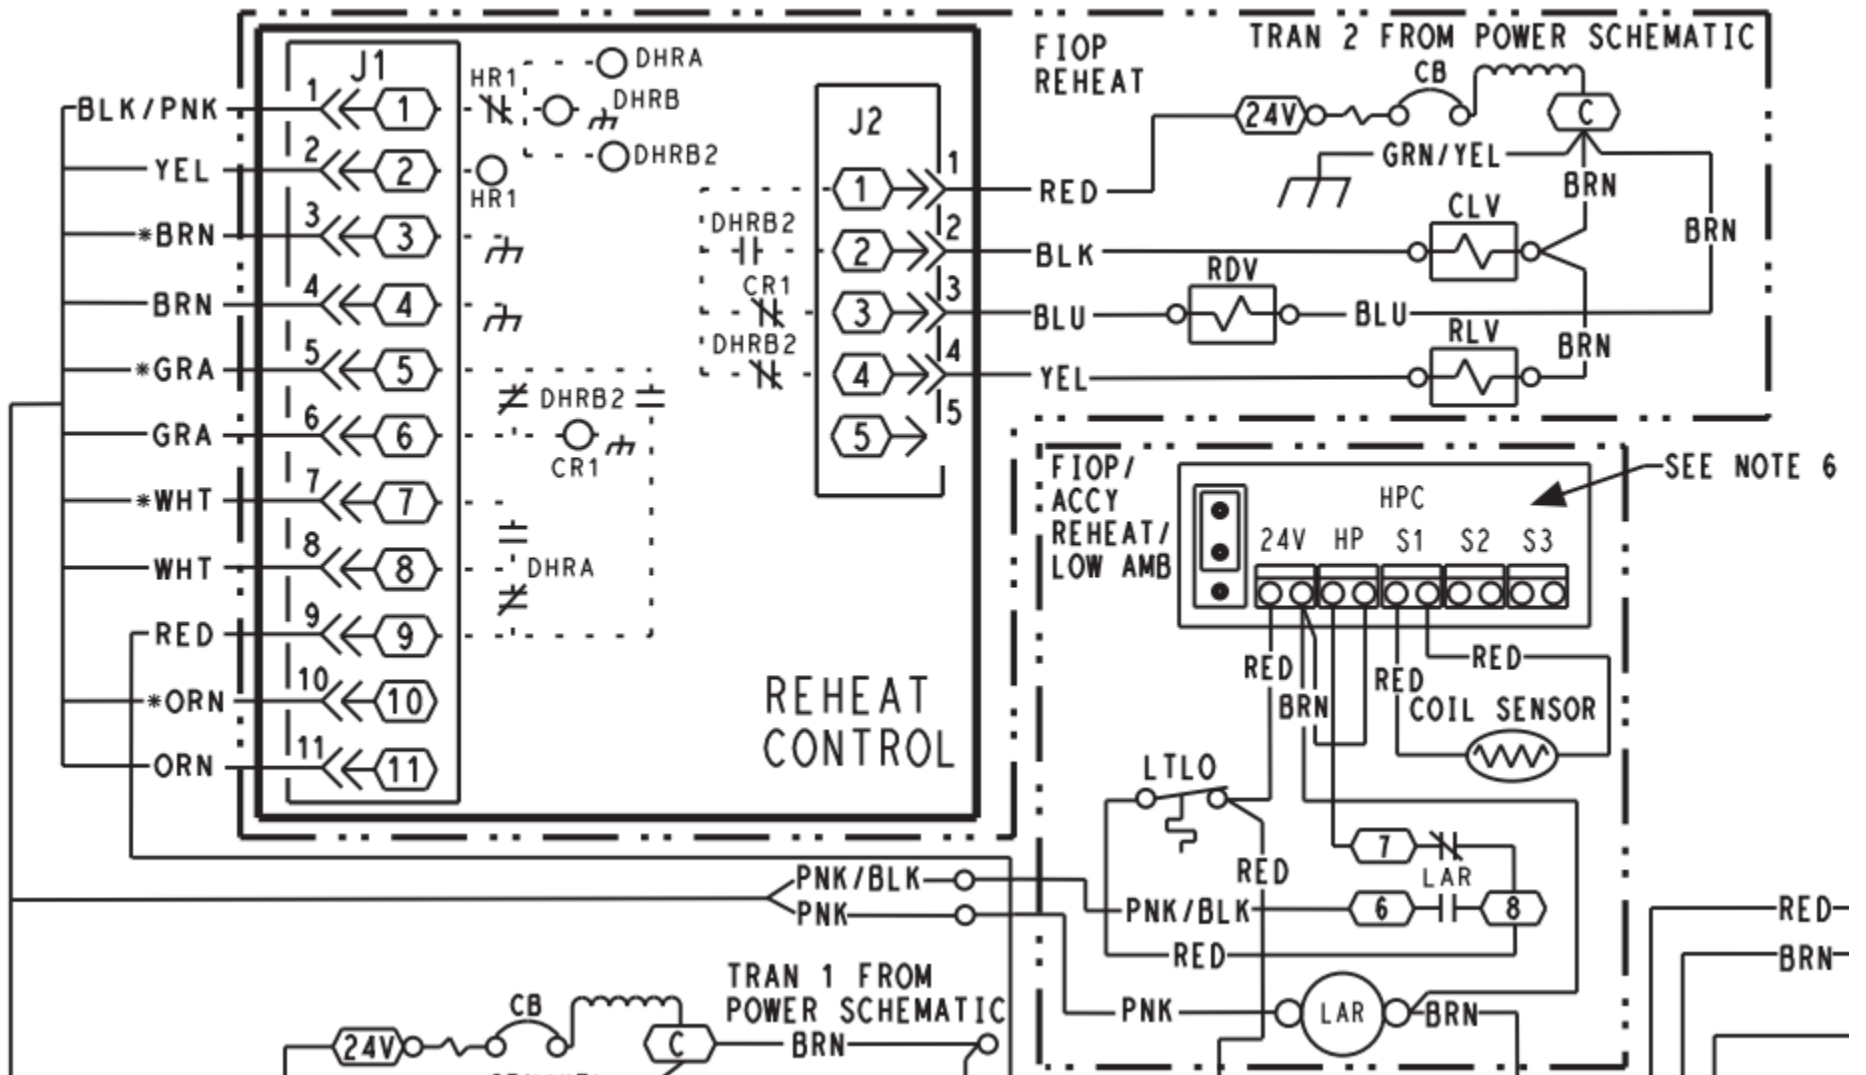 J1
1
BLK/PNK
1
HR1
DHRA
DHRB
DHRB2
2
YEL
2
HR1
3
*BRN
3
4
BRN
4
5
*GRA
5
DHRB2
6
GRA
6
CR1
7
*WHT
7
8
WHT
8
DHRA
9
RED
9
10
*ORN
10
11
ORN
11
REHEAT
CONTROL
J2
1
1
2
DHRB2
2
CR1
3
3
DHRB2
4
4
5
5
FIOP
REHEAT
TRAN 2 FROM POWER SCHEMATIC
CB
24V
C
GRN/YEL
BRN
RED
CLV
BRN
BLK
RDV
BLU
BLU
RLV
BRN
YEL
FIOP/
ACCY
REHEAT/
LOW AMB
SEE NOTE 6
HPC
24V HP S1 S2 S3
RED
RED
RED
BRN
COIL SENSOR
LTLO
7
RED
LAR
PNK/BLK
PNK/BLK
6
8
PNK
RED
PNK
LAR
BRN
TRAN 1 FROM
POWER SCHEMATIC
CB
24V
C
BRN
RED
BRN